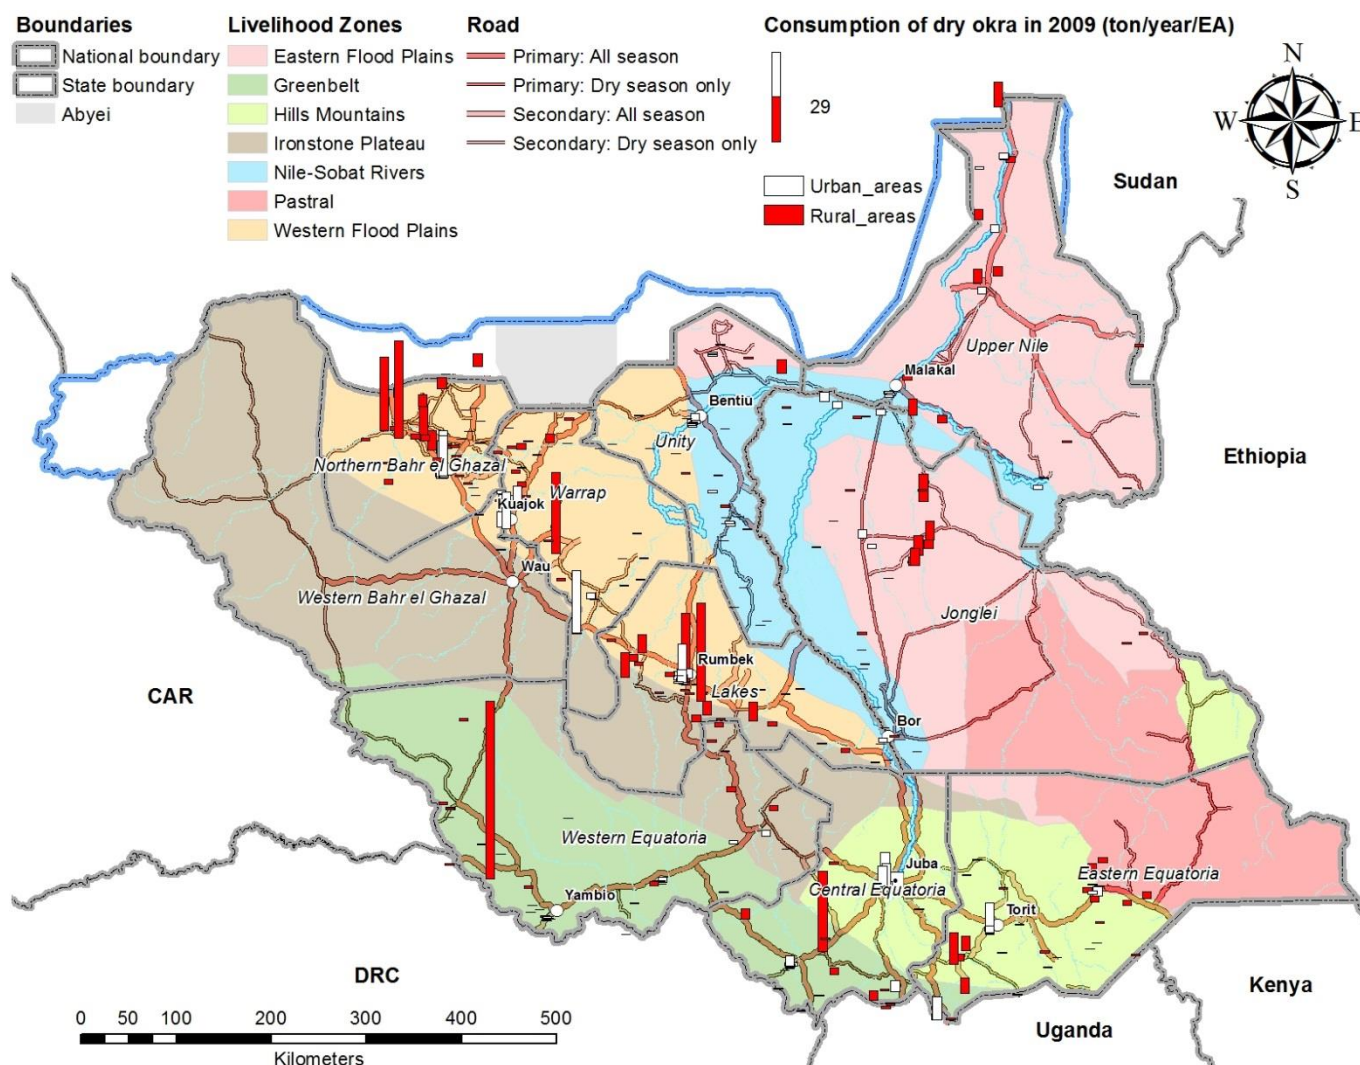 Boundaries
National boundary
State boundary
Abyei
Livelihood Zones
Eastern Flood Plains
Greenbelt
Hills Mountains
Ironstone Plateau
Nile-Sobat Rivers
Pastral
Western Flood Plains
Road
Primary: All season
Primary: Dry season only
Secondary: All season
Secondary: Dry season only
Consumption of dry okra in 2009 (ton/year/EA)
29
Urban_areas
Rural_areas
N
W
E
S
Sudan
Upper Nile
Malakal
Bentiu
Unity
Ethiopia
Northern Bahr el Ghazal
Warrap
Kuajok
Wau
Western Bahr el Ghazal
Jonglei
Rumbek
Lakes
CAR
Bor
Western Equatoria
Juba
Central Equatoria
Eastern Equatoria
Yambio
Torit
DRC
Kenya
Uganda
0 50 100 200 300 400 500
Kilometers